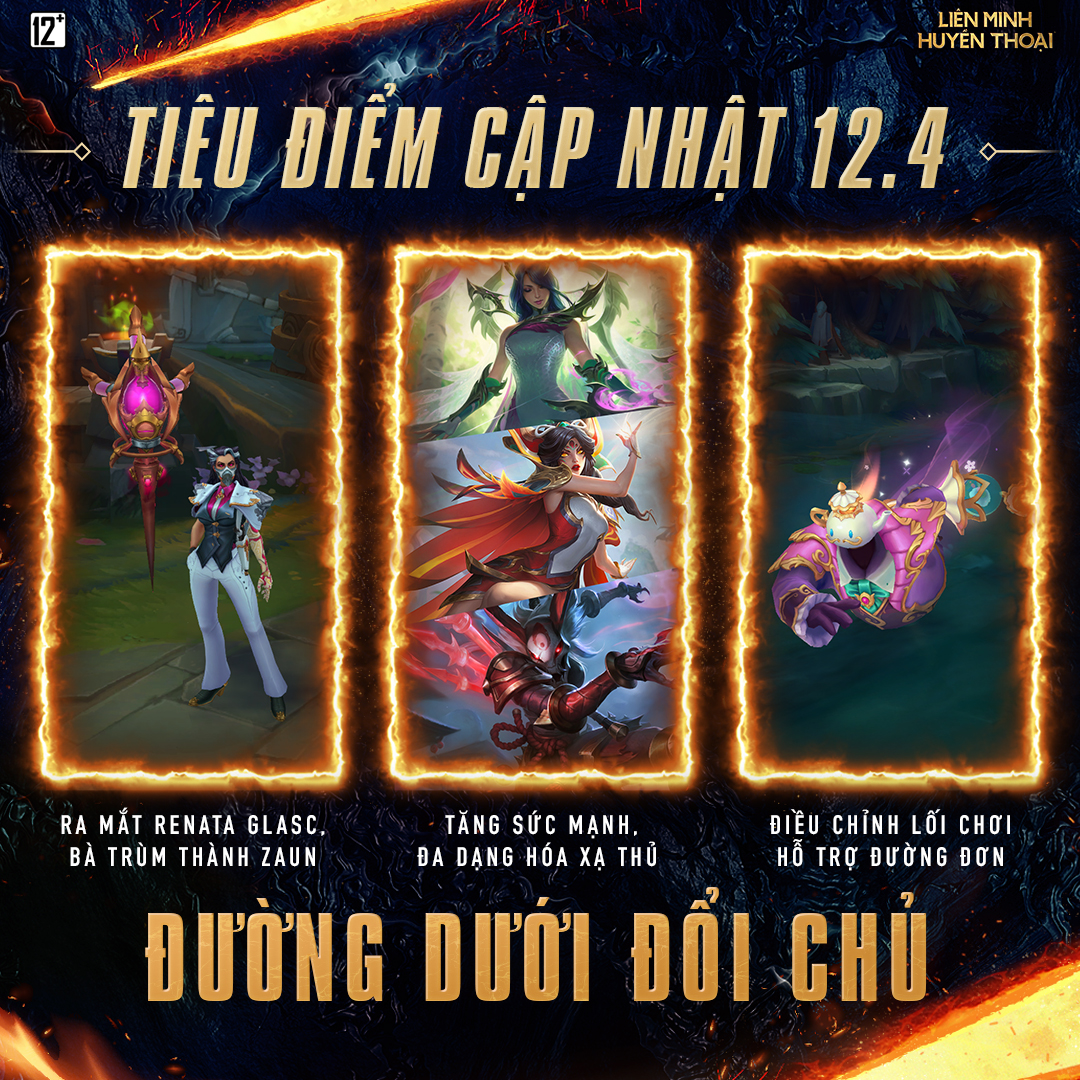 12+
LIÊN MINH
HUYỀN THOẠI
TIÊU ĐIỂM CẬP NHẬT 12.4
RA MẮT RENATA GLASC,
BÀ TRÙM THÀNH ZAUN
TĂNG SỨC MẠNH,
ĐA DẠNG HÓA XẠ THỦ
ĐIỀU CHỈNH LỐI CHƠI
HỖ TRỢ ĐƯỜNG ĐƠN
ĐƯỜNG DƯỚI ĐỔI CHỦ